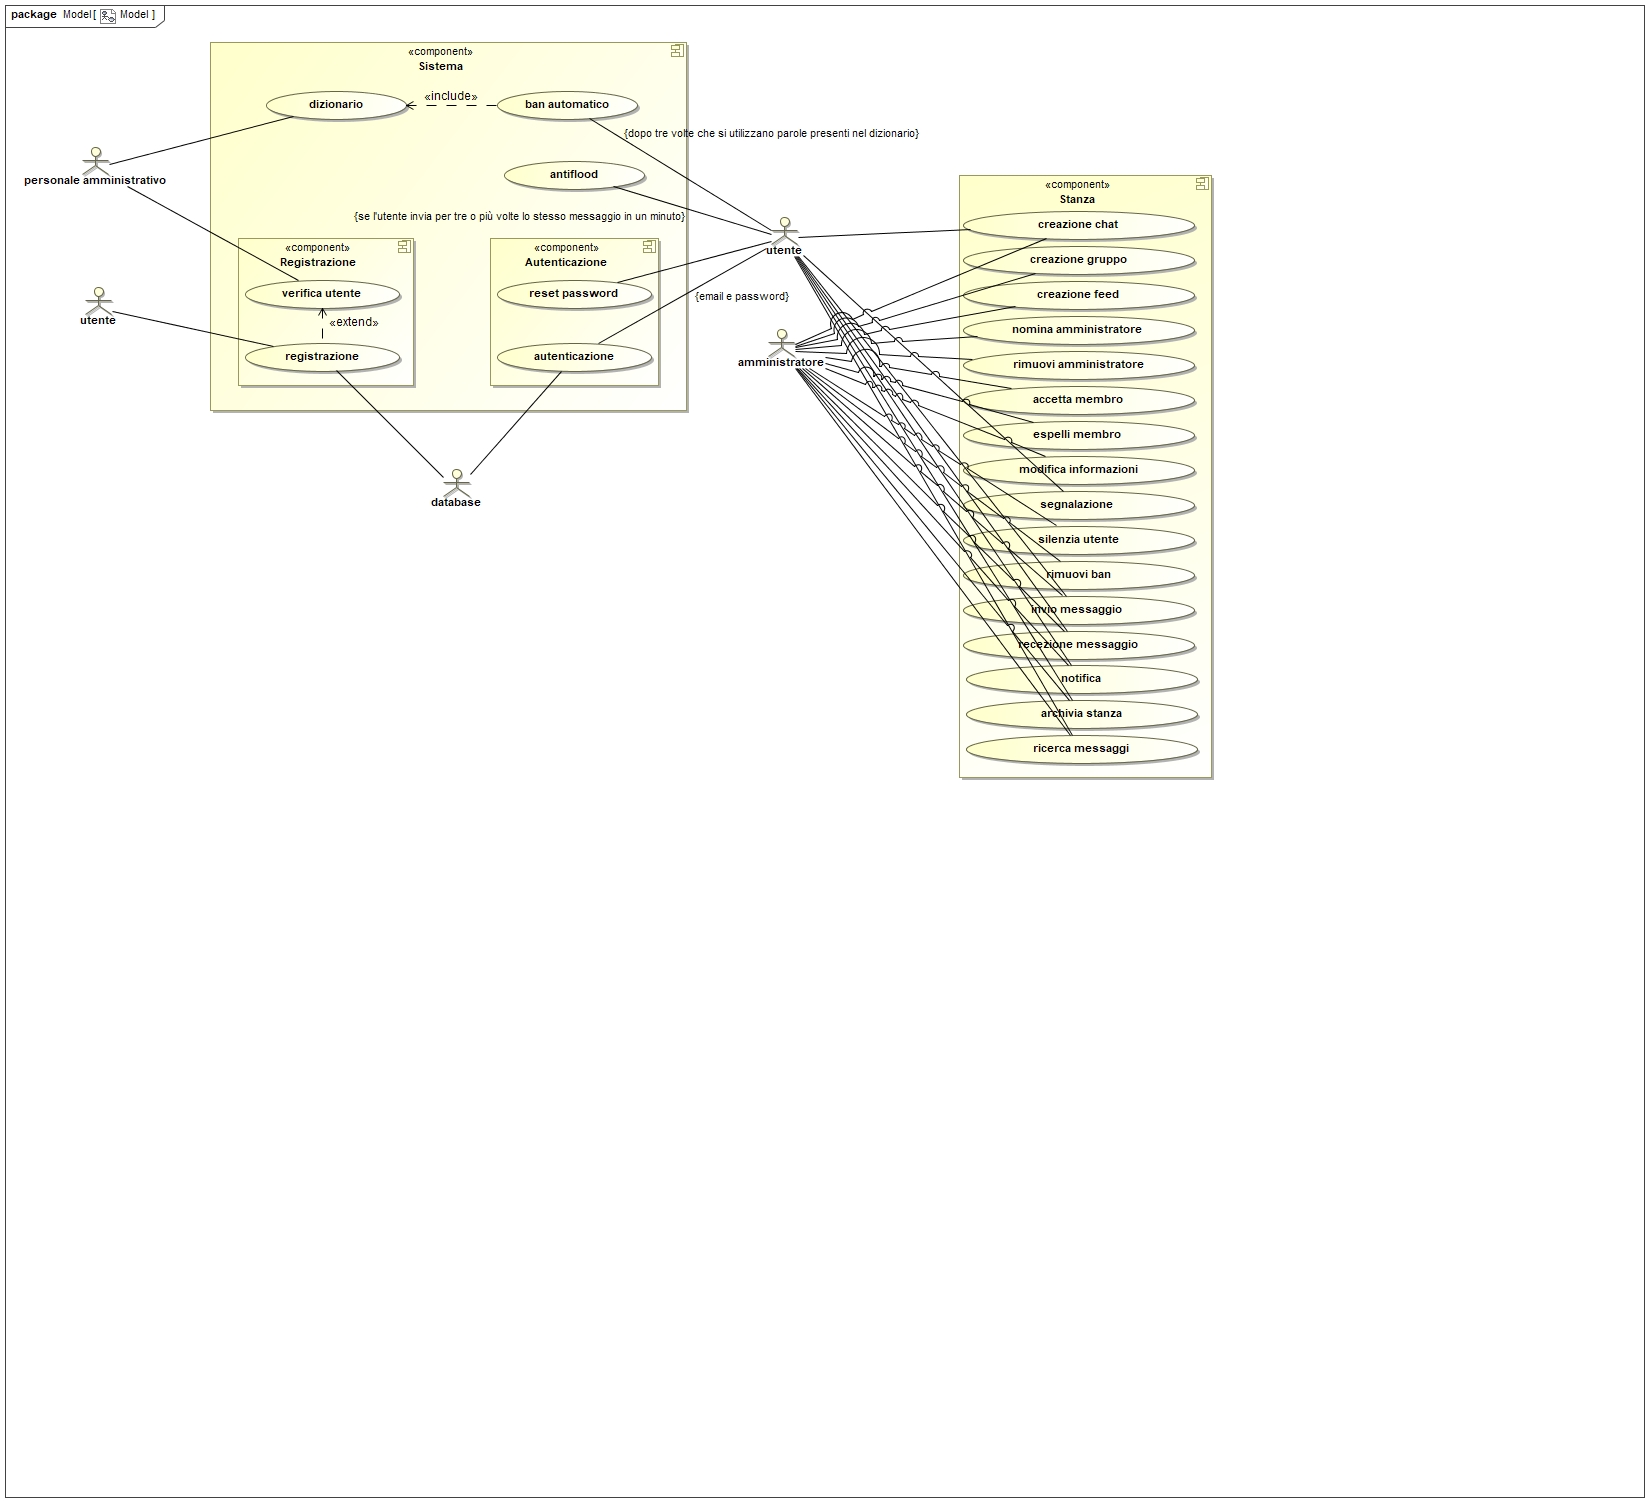 package Model[ Model ]
«component»
Sistema
dizionario
«include»
ban automatico
{dopo tre volte che si utilizzano parole presenti nel dizionario}
personale amministrativo
antiflood
{se l'utente invia per tre o più volte lo stesso messaggio in un minuto}
«component»
Registrazione
verifica utente
«extend»
registrazione
«component»
Autenticazione
reset password
autenticazione
utente
{email e password}
utente
amministratore
database
«component»
Stanza
creazione chat
creazione gruppo
creazione feed
nomina amministratore
rimuovi amministratore
accetta membro
espelli membro
modifica informazioni
segnalazione
silenzia utente
rimuovi ban
invio messaggio
recezione messaggio
notifica
archivia stanza
ricerca messaggi